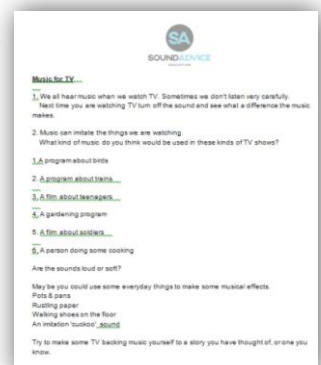 SA
SOUNDADVICE
Music for TV...
1. We all hear music when we watch TV. Sometimes we don't listen very carefully.
Next time you are watching TV turn off the sound and see what a difference the music
makes.
2. Music can imitate the things we are watching.
What kind of music do you think would be used in these kinds of TV shows?
1.A program about birds
2. A program about trains
3. A film about teenagers
4. A gardening program
5. A film about soldiers
6. A person doing some cooking
Are the sounds loud or soft?
May be you could use some everyday things to make some musical effects.
Pots & pans
Rustling paper
Walking shoes on the floor
An imitation 'cuckoo' sound
Try to make some TV backing music yourself to a story you have thought of, or one you
know.